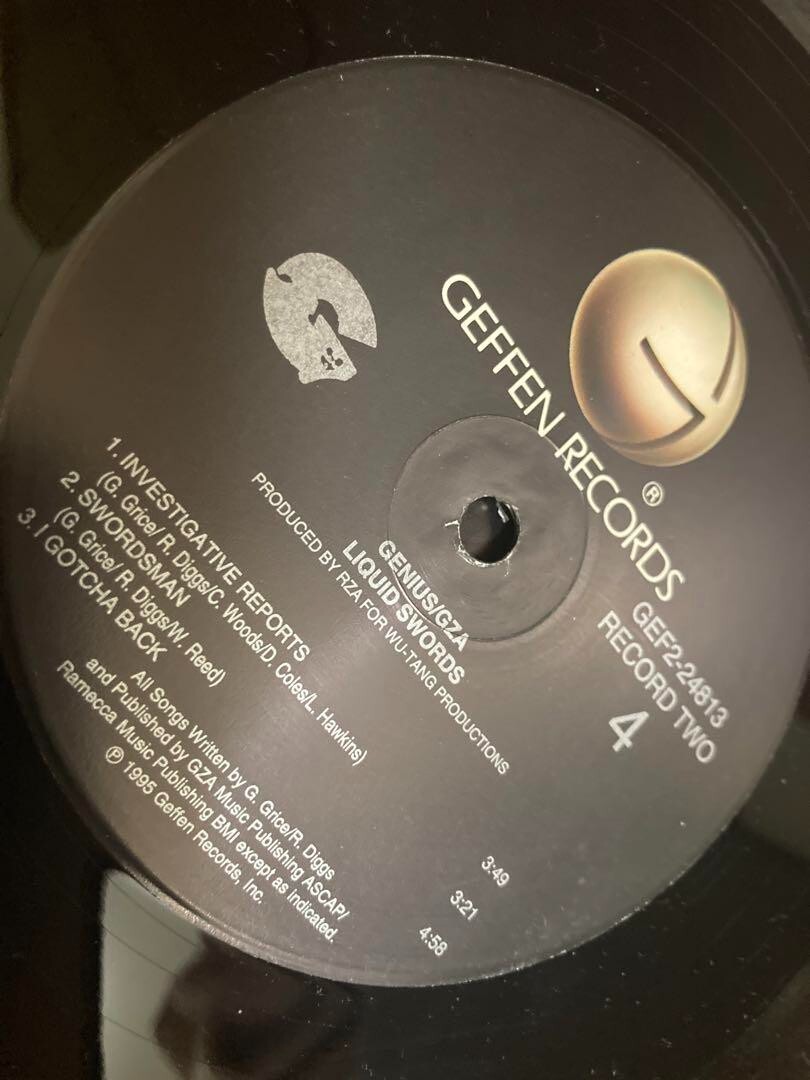 GEFFEN RECORDS®
GEF2-24813
RECORD TWO
4
GENIUS/GZA
LIQUID SWORDS
PRODUCED BY RZA FOR WU-TANG PRODUCTIONS
1. INVESTIGATIVE REPORTS 3:49
(G. Grice/ R. Diggs/C. Woods/D. Coles/L. Hawkins)
2. SWORDSMAN 3:21
(G. Grice/ R. Diggs/W. Reed)
3. I GOTCHA BACK 4:58
All Songs Written by G. Grice/R. Diggs
and Published by GZA Music Publishing ASCAP/
Ramecca Music Publishing BMI except as indicated.
℗ 1995 Geffen Records, Inc.